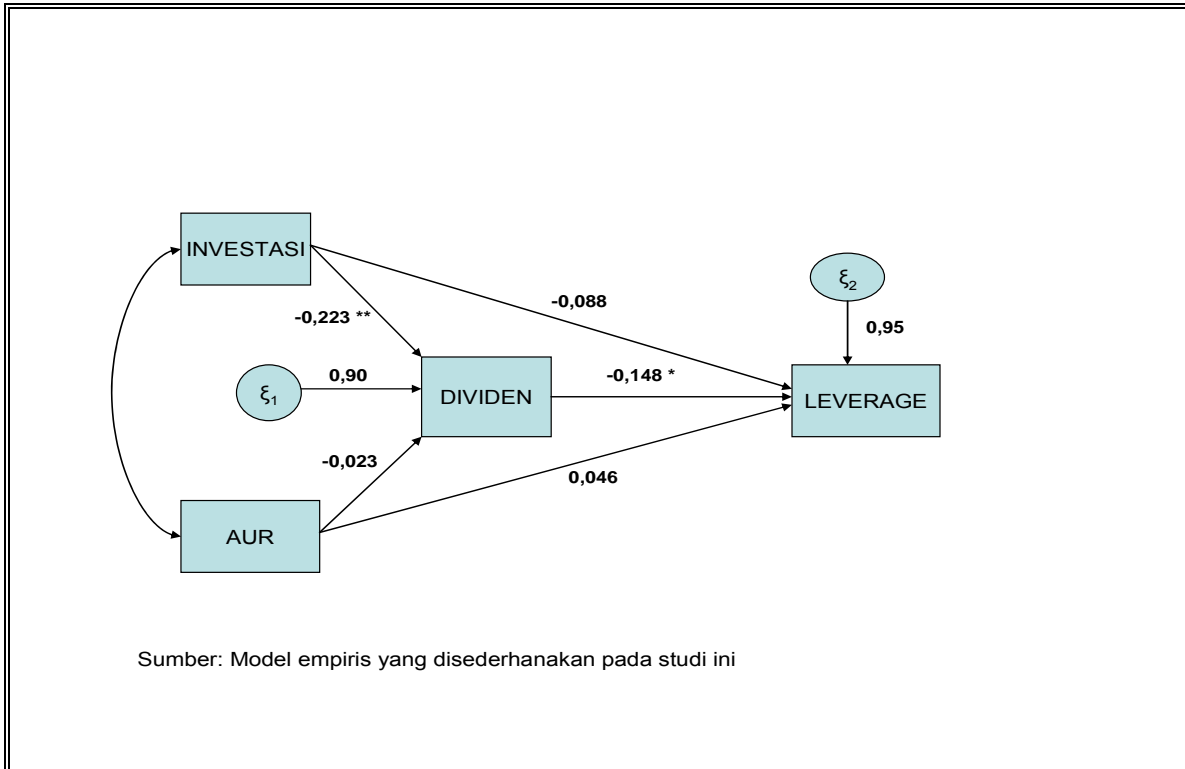 INVESTASI
ξ2
-0,088
-0,223 **
0,95
0,90
-0,148 *
ξ1
DIVIDEN
LEVERAGE
-0,023
0,046
AUR
Sumber: Model empiris yang disederhanakan pada studi ini